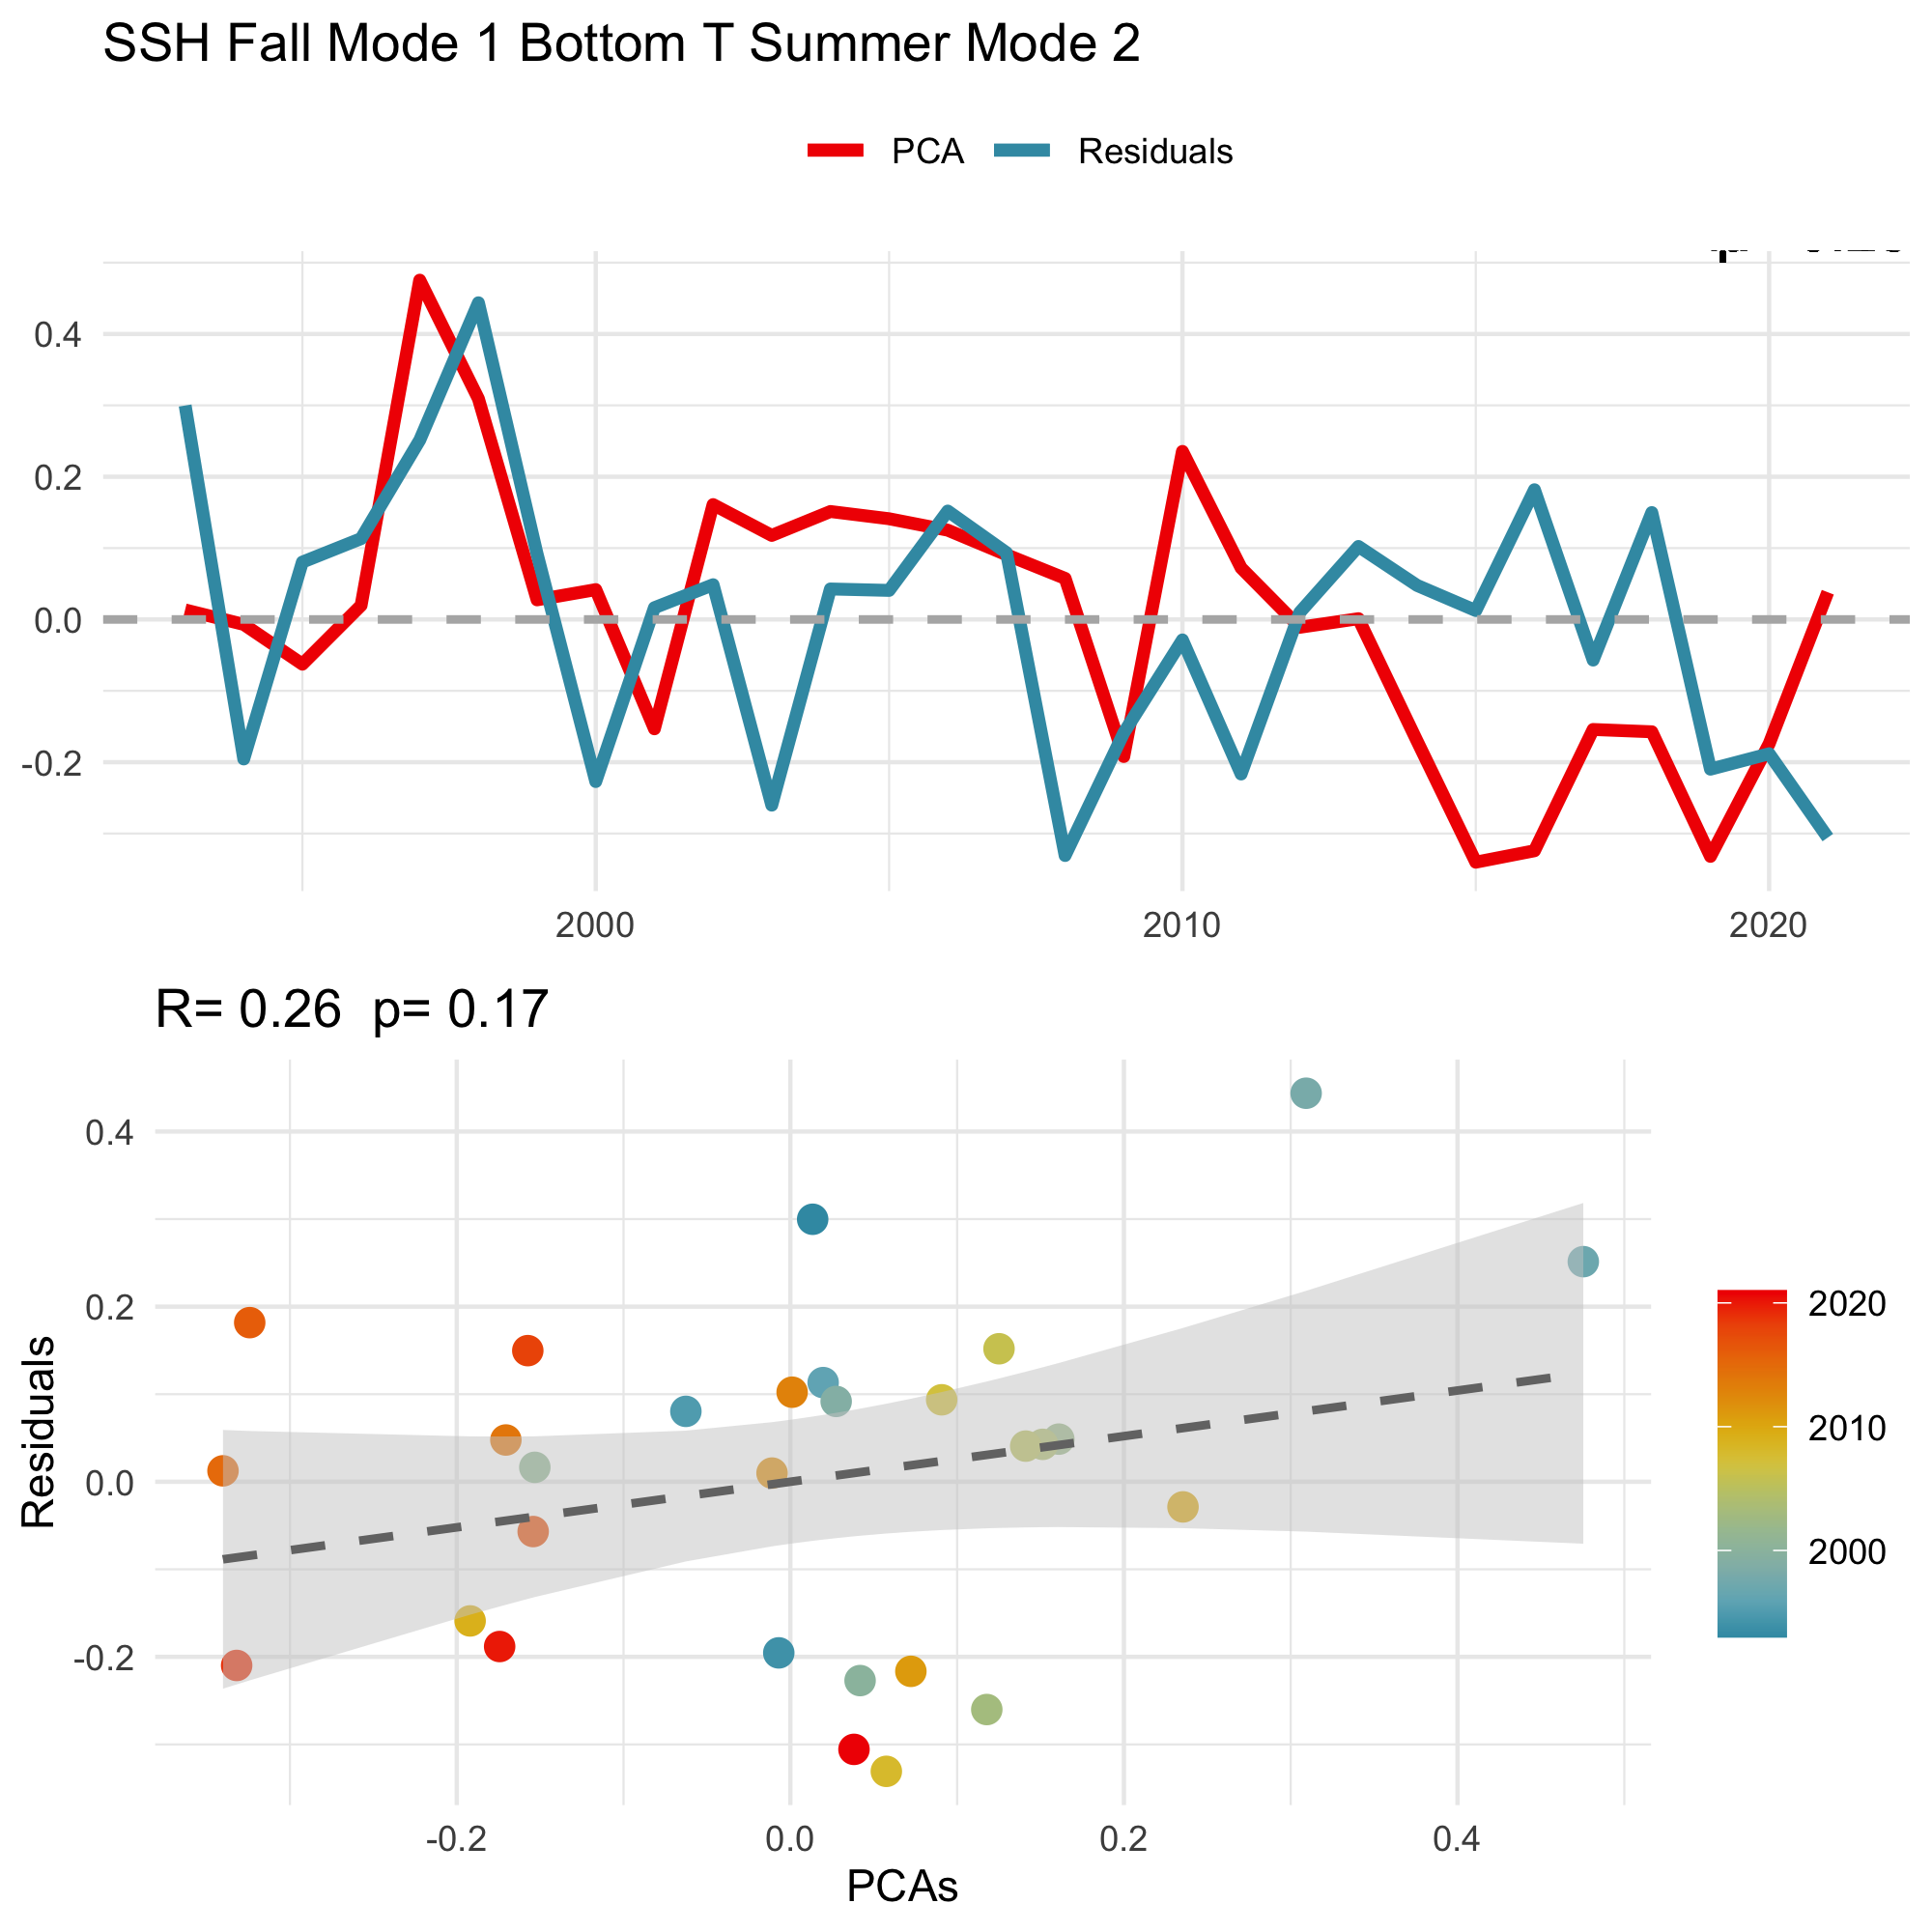 SSH Fall Mode 1 Bottom T Summer Mode 2
PCA Residuals
0.4
0.2
0.0
-0.2
2000 2010 2020
R= 0.26 p= 0.17
Residuals
0.4
0.2
0.0
-0.2
-0.2 0.0 0.2 0.4
PCAs
2020
2010
2000